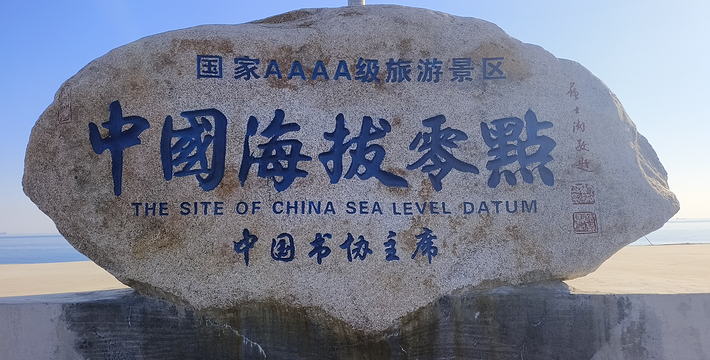 国家AAAA级旅游景区
中國海拔零點
THE SITE OF CHINA SEA LEVEL DATUM
中国书协主席